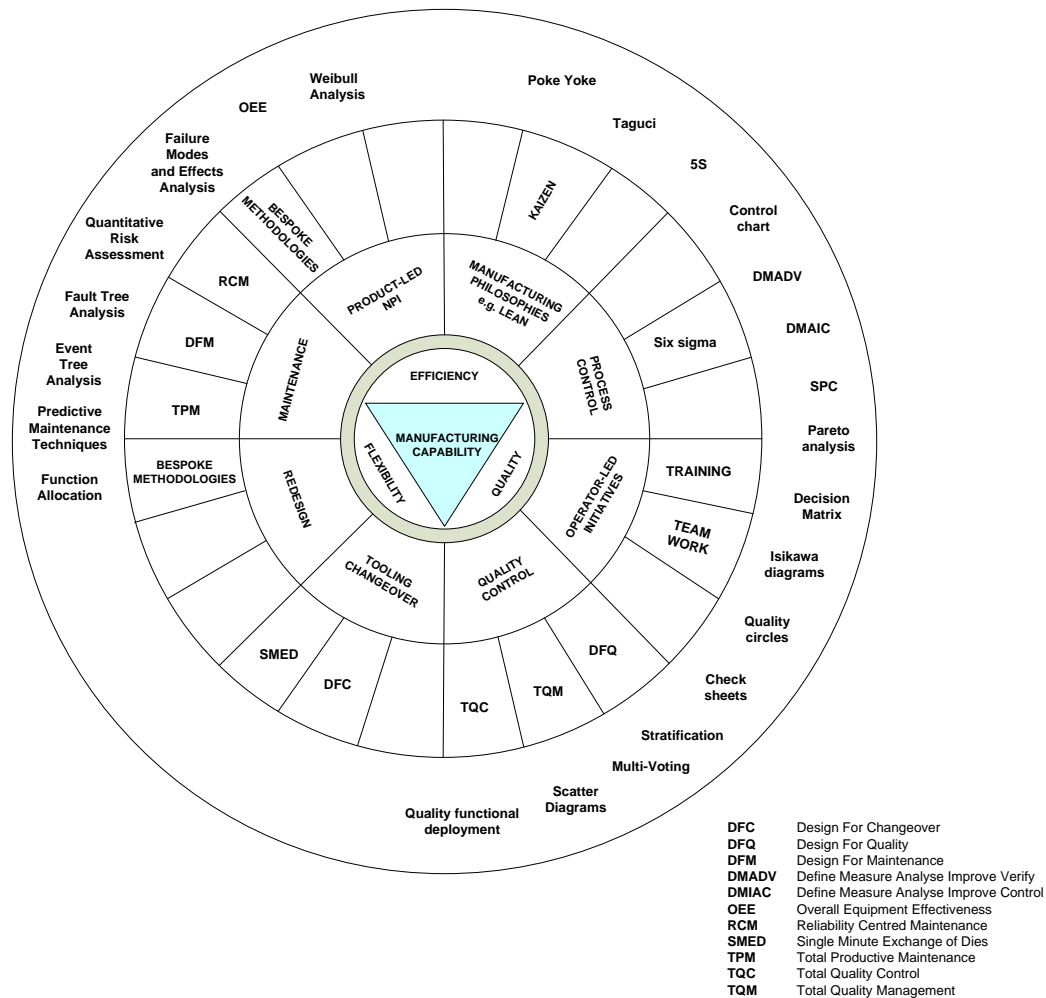 Weibull
Analysis
Poke Yoke
OEE
Taguci
Failure
Modes
and Effects
Analysis
5S
Quantitative
Risk
Assessment
Control
chart
Fault Tree
Analysis
DMADV
Event
Tree
Analysis
DMAIC
Predictive
Maintenance
Techniques
SPC
Function
Allocation
Pareto
analysis
Decision
Matrix
Isikawa
diagrams
Quality
circles
Check
sheets
Stratification
Multi-Voting
Scatter
Diagrams
Quality functional
deployment
BESPOKE
METHODOLOGIES
KAIZEN
RCM
DFM
TPM
Six sigma
BESPOKE
METHODOLOGIES
TRAINING
TEAM
WORK
SMED
DFC
TQC
TQM
DFQ
PRODUCT-LED
NPI
MANUFACTURING
PHILOSOPHIES
e.g. LEAN
MAINTENANCE
PROCESS
CONTROL
REDESIGN
OPERATOR-LED
INITIATIVES
TOOLING
CHANGEOVER
QUALITY
CONTROL
EFFICIENCY
MANUFACTURING
CAPABILITY
FLEXIBILITY
QUALITY
DFC Design For Changeover
DFQ Design For Quality
DFM Design For Maintenance
DMADV Define Measure Analyse Improve Verify
DMIAC Define Measure Analyse Improve Control
OEE Overall Equipment Effectiveness
RCM Reliability Centred Maintenance
SMED Single Minute Exchange of Dies
TPM Total Productive Maintenance
TQC Total Quality Control
TQM Total Quality Management